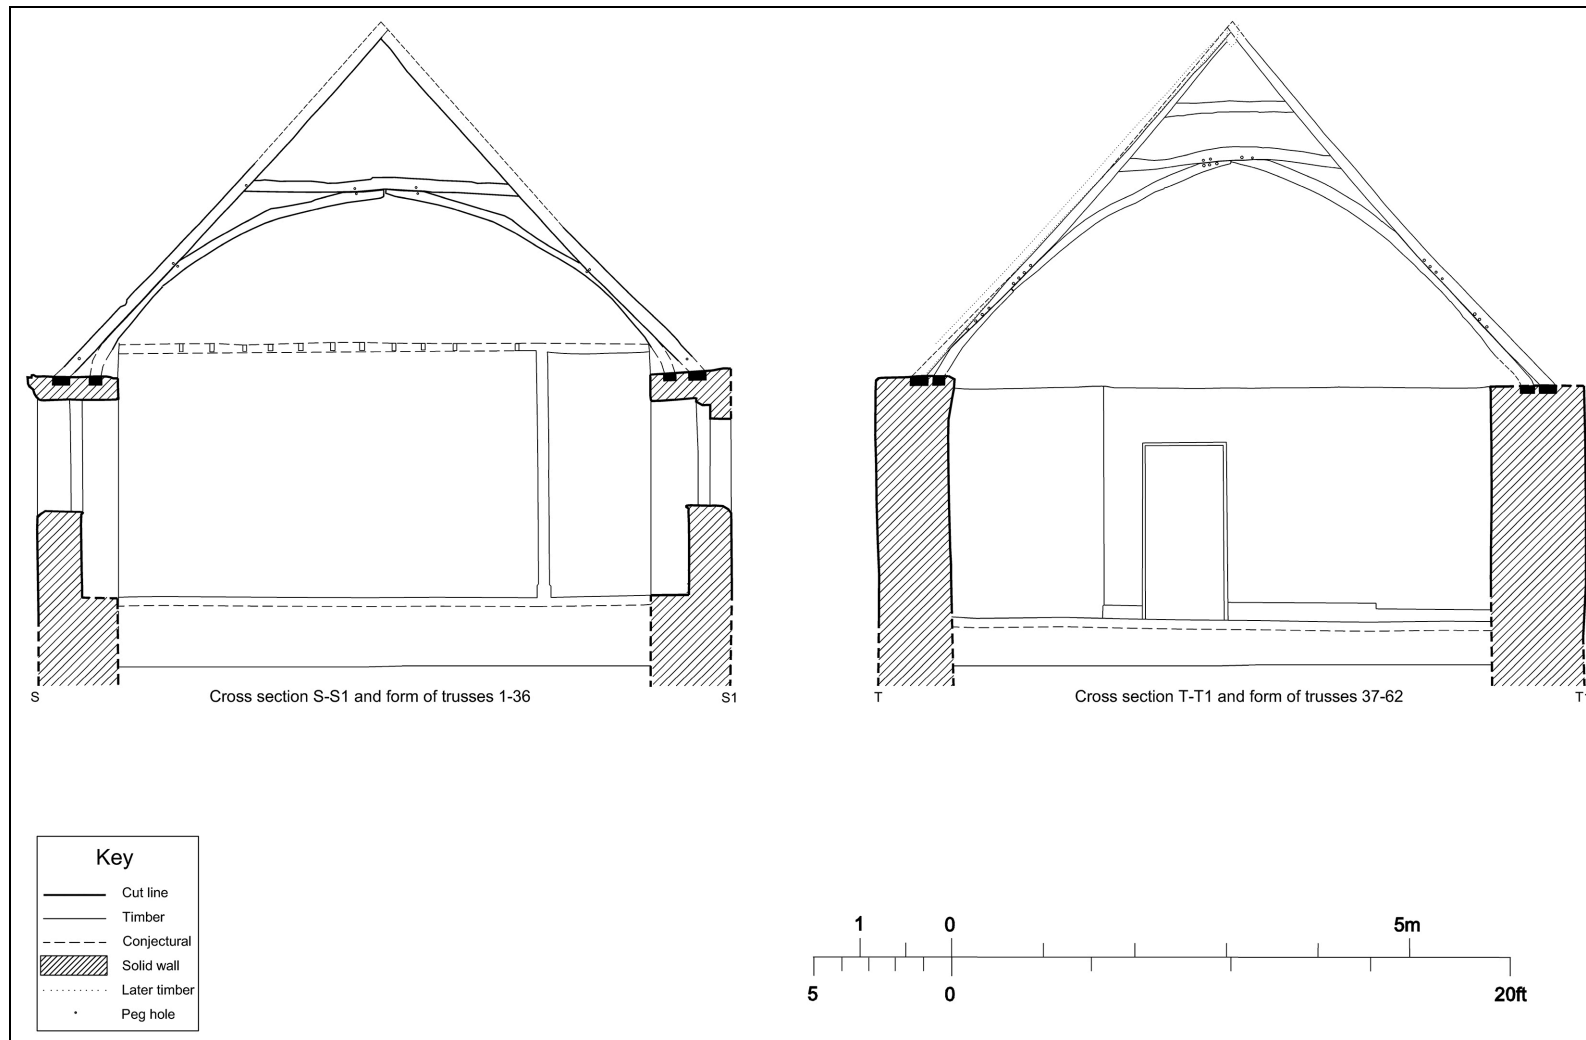 S
Cross section S-S1 and form of trusses 1-36
S1
T
Cross section T-T1 and form of trusses 37-62
T1
Key
Cut line
Timber
Conjectural
Solid wall
Later timber
Peg hole
1 0 5m
5 0 20ft